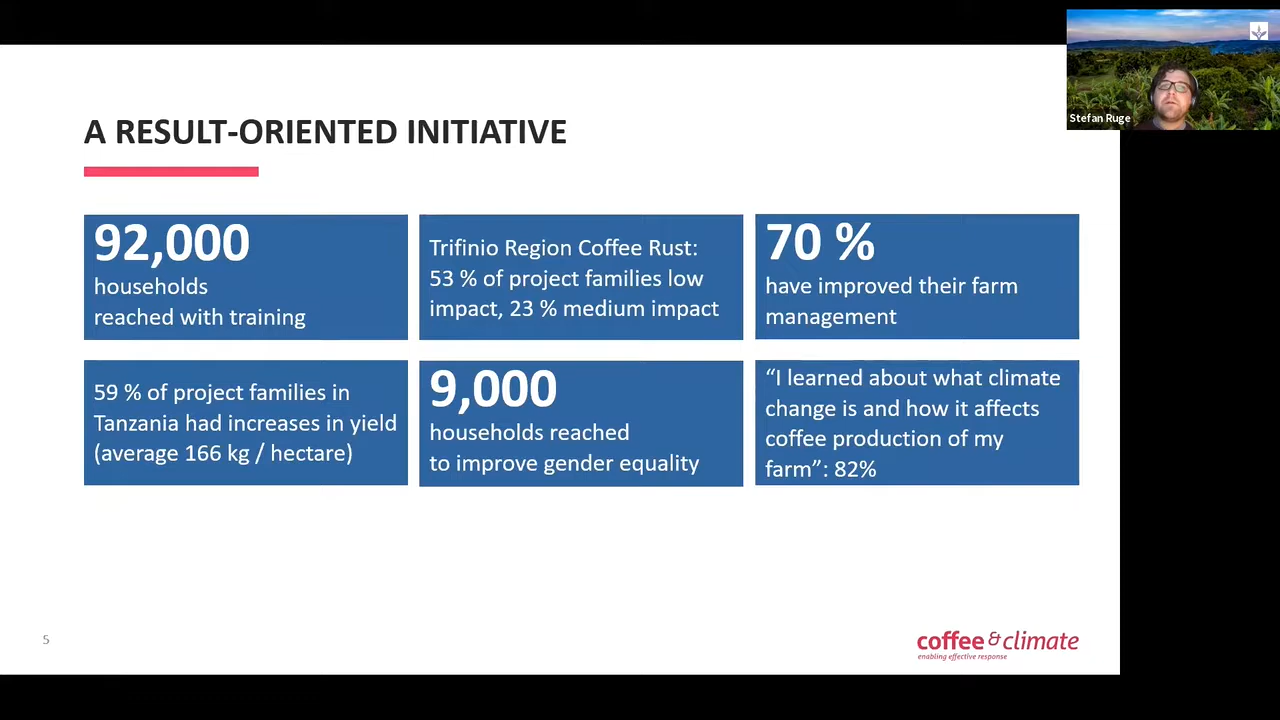 Stefan Ruge
A RESULT-ORIENTED INITIATIVE
92,000
households
reached with training
Trifinio Region Coffee Rust:
53 % of project families low
impact, 23 % medium impact
70 %
have improved their farm
management
59 % of project families in
Tanzania had increases in yield
(average 166 kg / hectare)
9,000
households reached
to improve gender equality
“I learned about what climate
change is and how it affects
coffee production of my
farm”: 82%
5
coffee & climate
enabling effective response